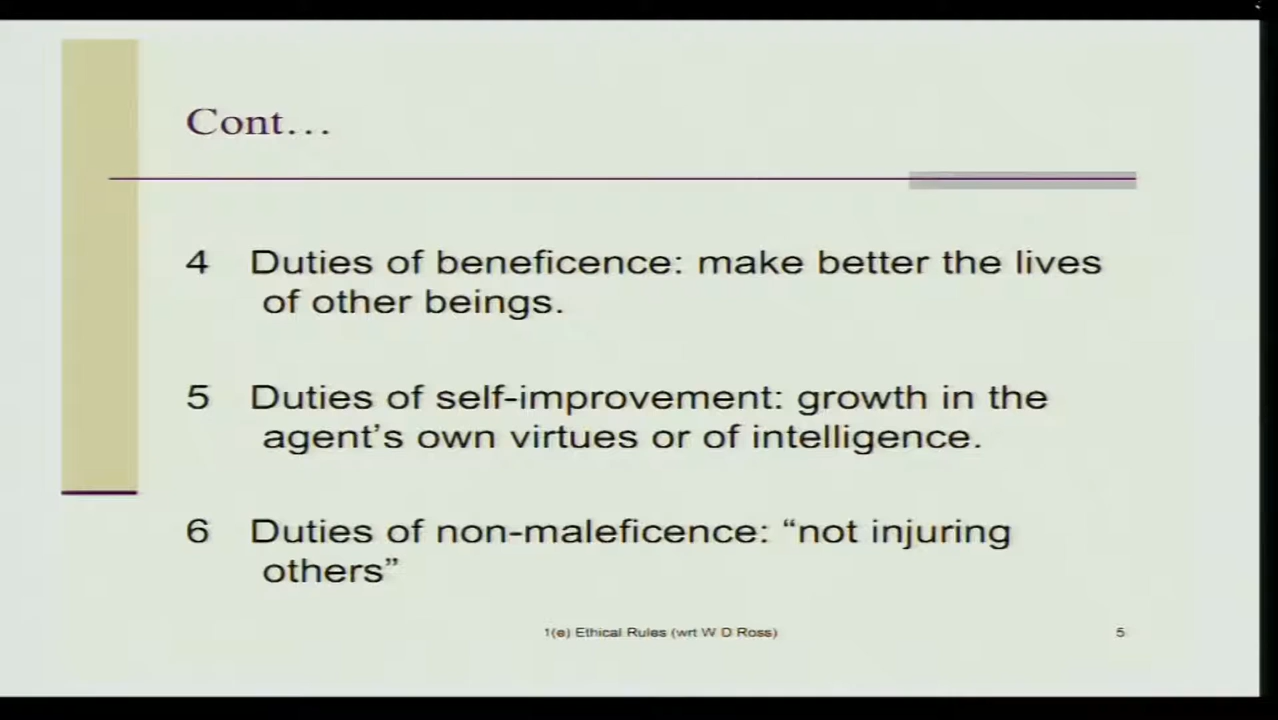 Cont…
4 Duties of beneficence: make better the lives
of other beings.
5 Duties of self-improvement: growth in the
agent’s own virtues or of intelligence.
6 Duties of non-maleficence: “not injuring
others”
1(e) Ethical Rules (wrt W D Ross)
5